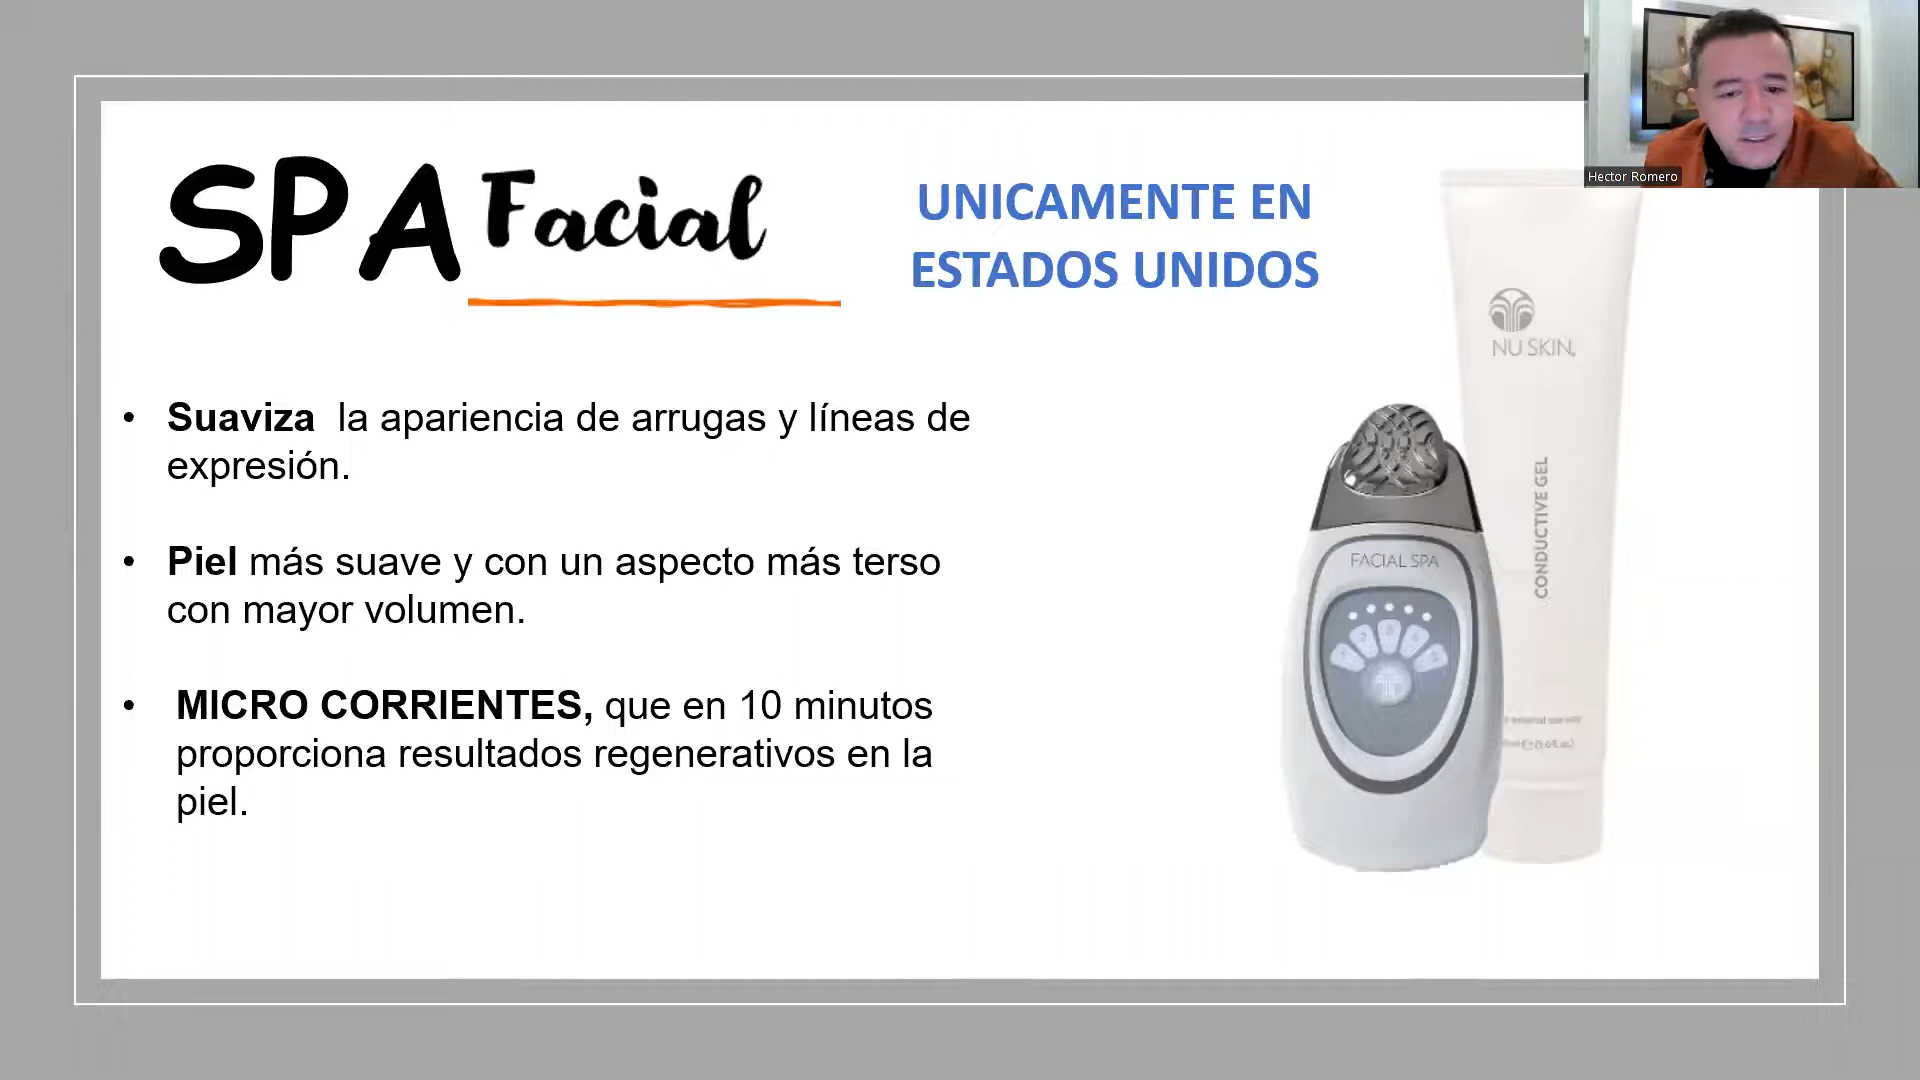 SPA Facial
UNICAMENTE EN
ESTADOS UNIDOS
Hector Romero
• Suaviza la apariencia de arrugas y líneas de
expresión.
• Piel más suave y con un aspecto más terso
con mayor volumen.
• MICRO CORRIENTES, que en 10 minutos
proporciona resultados regenerativos en la
piel.
NU SKIN
CONDUCTIVE GEL
FACIAL SPA